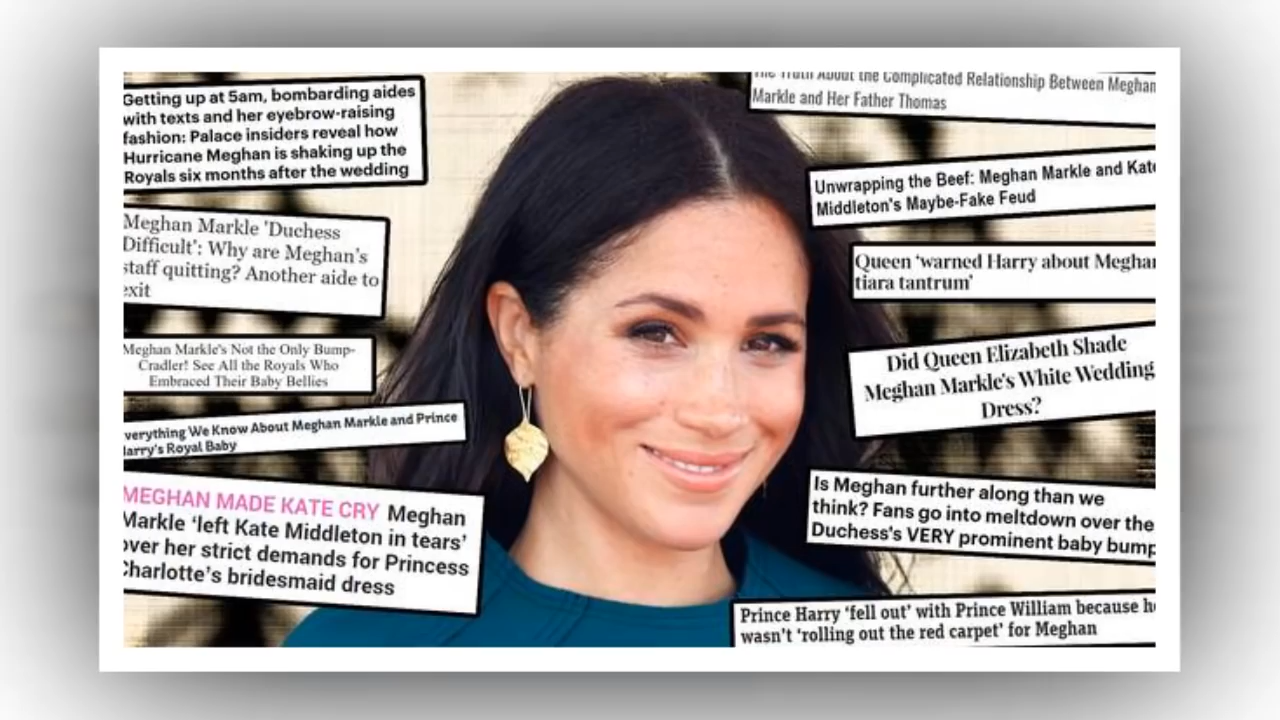 Getting up at 5am, bombarding aides
with texts and her eyebrow-raising
fashion: Palace insiders reveal how
Hurricane Meghan is shaking up the
Royals six months after the wedding
Meghan Markle 'Duchess
Difficult': Why are Meghan's
staff quitting? Another aide to
exit
Meghan Markle's Not the Only Bump-
Cradler! See All the Royals Who
Embraced Their Baby Bellies
verything We Know About Meghan Markle and Prince
Harry's Royal Baby
MEGHAN MADE KATE CRY Meghan
Markle 'left Kate Middleton in tears'
over her strict demands for Princess
Charlotte's bridesmaid dress
The Truth About the Complicated Relationship Between Meghan
Markle and Her Father Thomas
Unwrapping the Beef: Meghan Markle and Kate
Middleton's Maybe-Fake Feud
Queen 'warned Harry about Meghan
tiara tantrum'
Did Queen Elizabeth Shade
Meghan Markle's White Wedding
Dress?
Is Meghan further along than we
think? Fans go into meltdown over the
Duchess's VERY prominent baby bump
Prince Harry 'fell out' with Prince William because he
wasn't 'rolling out the red carpet' for Meghan